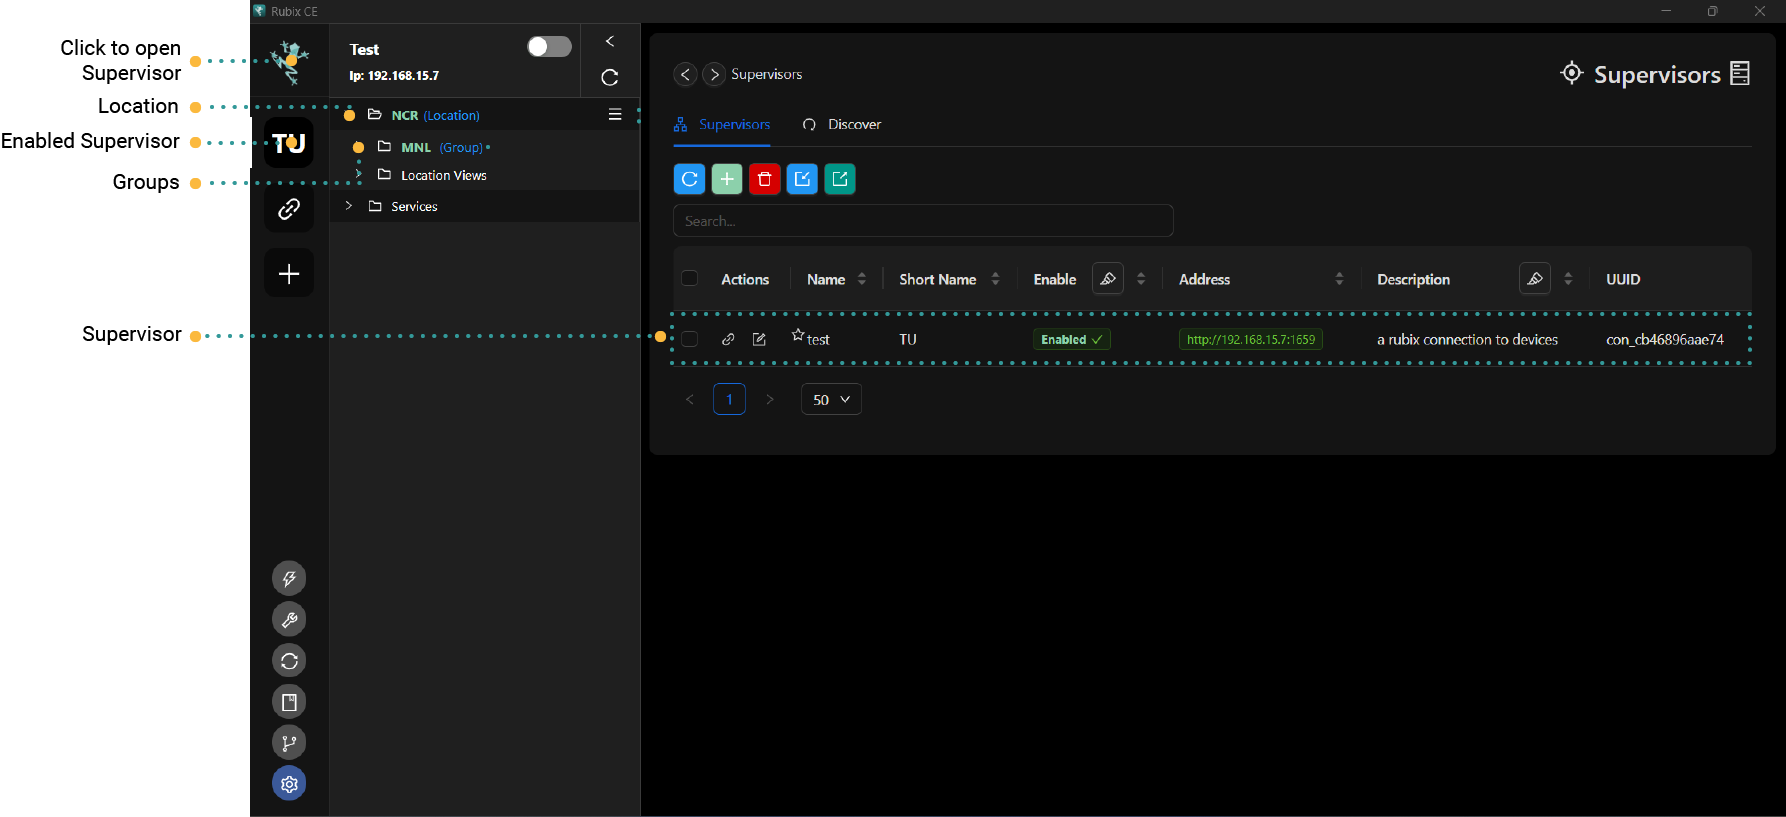 Rubix CE
Click to open
Supervisor
Location
Enabled Supervisor
Groups
Supervisor
TU
Test
Ip: 192.168.15.7
NCR (Location)
MNL (Group)
Location Views
Services
Supervisors
Supervisors
Supervisors
Discover
Search...
Actions Name Short Name Enable Address Description UUID
test TU Enabled http://192.168.15.7:1659 a rubix connection to devices con_cb46896aae74
1
50